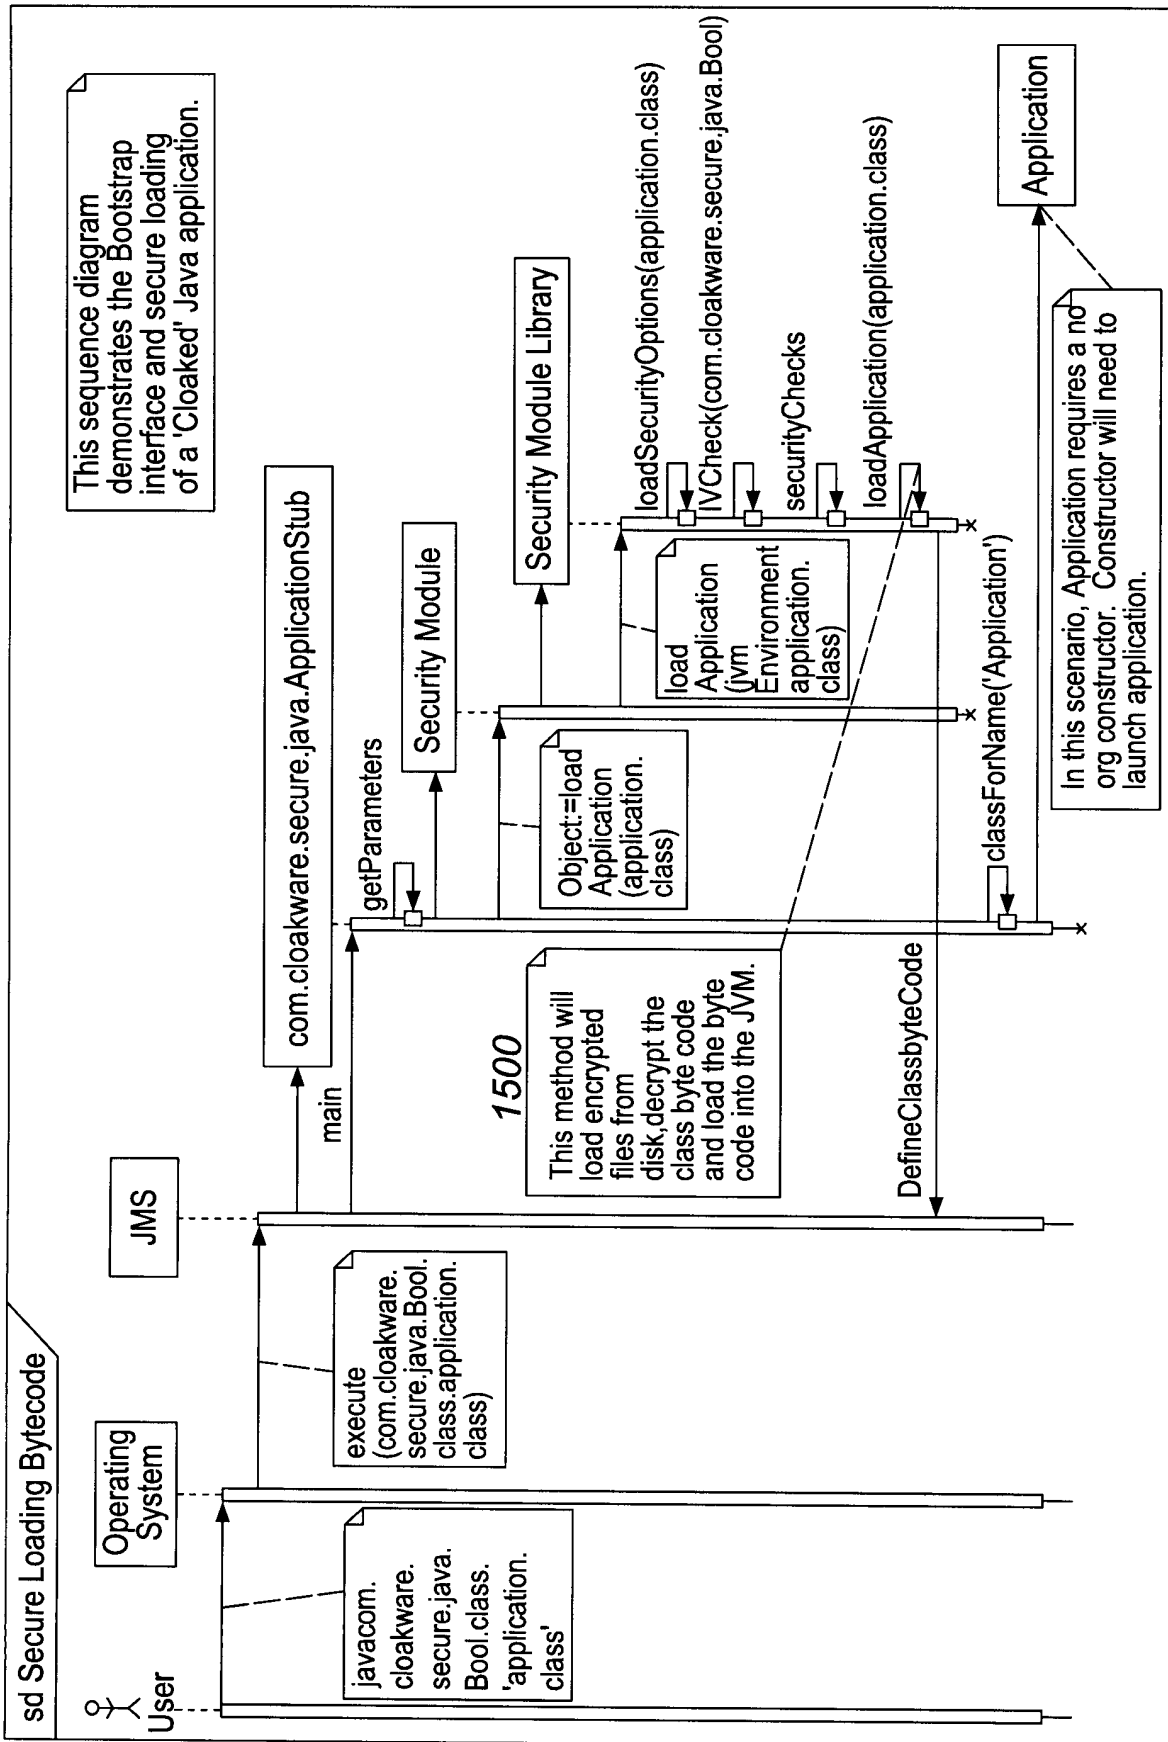 sd Secure Loading Bytecode
This sequence diagram
demonstrates the Bootstrap
interface and secure loading
of a 'Cloaked' Java application.
User
Operating
System
JMS
com.cloakware.secure.java.ApplicationStub
Security Module
Security Module Library
Application
javacom.
cloakware.
secure.java.
Bool.class.
'application.
class'
execute
(com.cloakware.
secure.java.Bool.
class.application.
class)
main
getParameters
1500
This method will
load encrypted
files from
disk,decrypt the
class byte code
and load the byte
code into the JVM.
Object:=load
Application
(application.
class)
load
Application
(jvm
Environment
application.
class)
loadSecurityOptions(application.class)
IVCheck(com.cloakware.secure.java.Bool)
securityChecks
loadApplication(application.class)
DefineClassbyteCode
classForName('Application')
In this scenario, Application requires a no
org constructor. Constructor will need to
launch application.